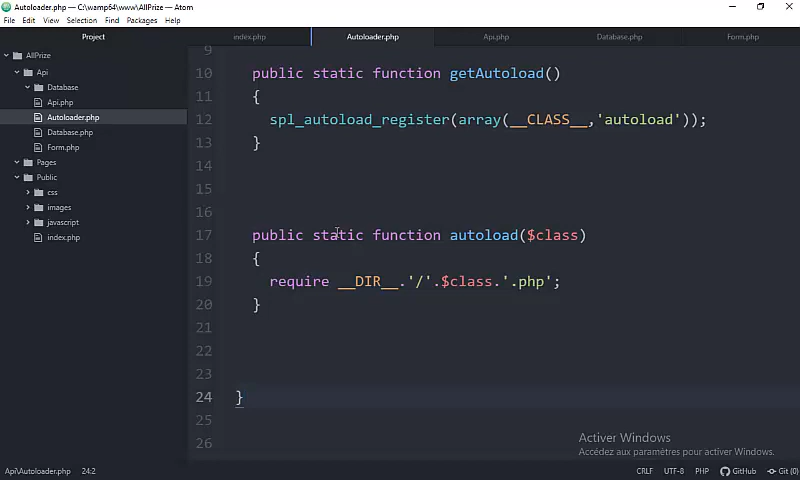 Autoloader.php — C:\wamp64\www\AllPrize — Atom
File Edit View Selection Find Packages Help
Project
index.php Autoloader.php Api.php Database.php Form.php
AllPrize
Api
Database
Api.php
Autoloader.php
Database.php
Form.php
Pages
Public
css
images
javascript
index.php
9
10 public static function getAutoload()
11 {
12 spl_autoload_register(array(__CLASS__,'autoload'));
13 }
14
15
16
17 public static function autoload($class)
18 {
19 require __DIR__.'/'.$class.'.php';
20 }
21
22
23
24 }
25
26
Activer Windows
Accédez aux paramètres pour activer Windows.
Api\Autoloader.php 24:2 CRLF UTF-8 PHP GitHub Git (0)